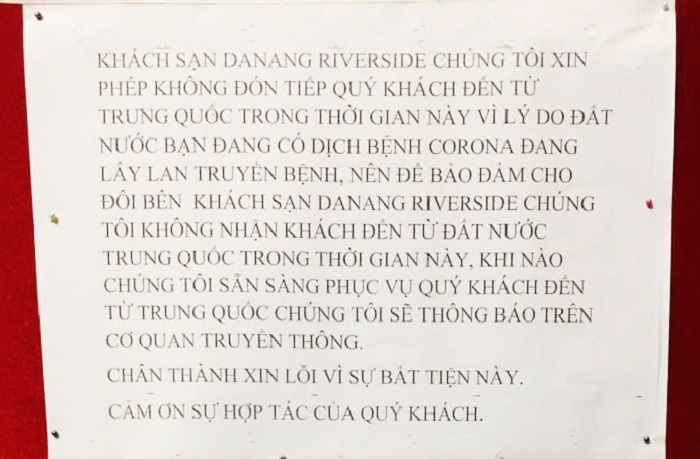 KHÁCH SẠN DANANG RIVERSIDE CHÚNG TÔI XIN
PHÉP KHÔNG ĐÓN TIẾP QUÝ KHÁCH ĐẾN TỪ
TRUNG QUỐC TRONG THỜI GIAN NÀY VÌ LÝ DO ĐẤT
NƯỚC BẠN ĐANG CÓ DỊCH BỆNH CORONA ĐANG
LÂY LAN TRUYỀN BỆNH, NÊN ĐỂ BẢO ĐẢM CHO
ĐÔI BÊN KHÁCH SẠN DANANG RIVERSIDE CHÚNG
TÔI KHÔNG NHẬN KHÁCH ĐẾN TỪ ĐẤT NƯỚC
TRUNG QUỐC TRONG THỜI GIAN NÀY, KHI NÀO
CHÚNG TÔI SẴN SÀNG PHỤC VỤ QUÝ KHÁCH ĐẾN
TỪ TRUNG QUỐC CHÚNG TÔI SẼ THÔNG BÁO TRÊN
CƠ QUAN TRUYỀN THÔNG.
CHÂN THÀNH XIN LỖI VÌ SỰ BẤT TIỆN NÀY.
CẢM ƠN SỰ HỢP TÁC CỦA QUÝ KHÁCH.